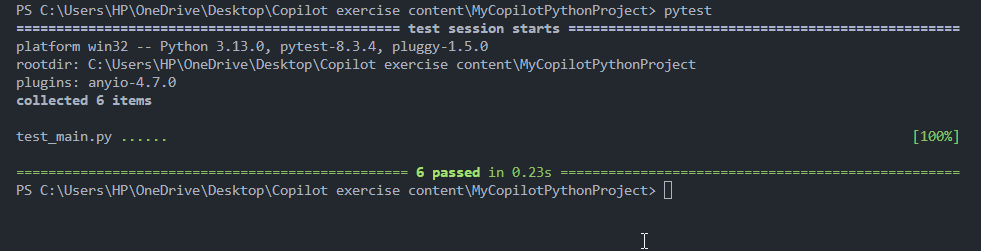 PS C:\Users\HP\OneDrive\Desktop\Copilot exercise content\MyCopilotPythonProject> pytest
================================================= test session starts =================================================
platform win32 -- Python 3.13.0, pytest-8.3.4, pluggy-1.5.0
rootdir: C:\Users\HP\OneDrive\Desktop\Copilot exercise content\MyCopilotPythonProject
plugins: anyio-4.7.0
collected 6 items
test_main.py ...... [100%]
================================================== 6 passed in 0.23s ==================================================
PS C:\Users\HP\OneDrive\Desktop\Copilot exercise content\MyCopilotPythonProject>